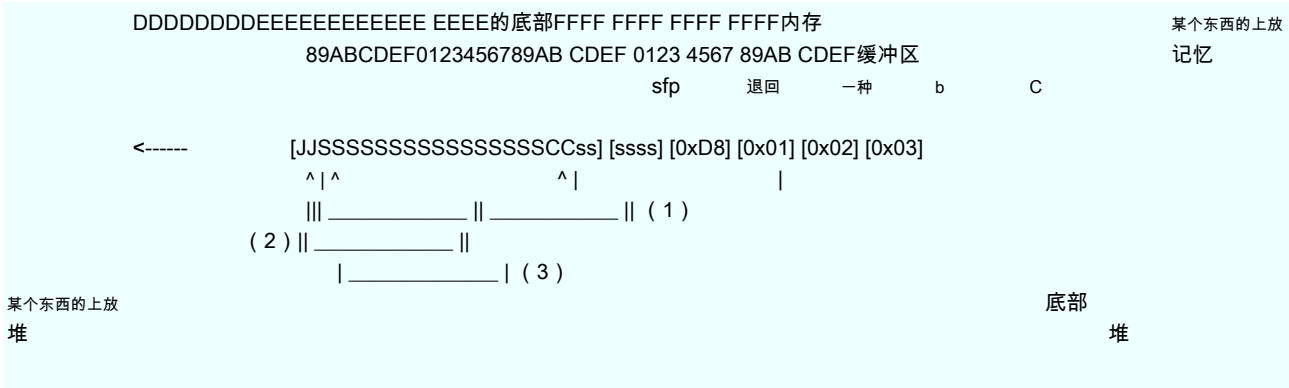 DDDDDDDDEEEEEEEEEEEE EEEE的底部FFFF FFFF FFFF FFFF内存 某个东西的上放
89ABCDEF0123456789AB CDEF 0123 4567 89AB CDEF缓冲区 记忆
sfp 退回 一种 b C
<------ [JJSSSSSSSSSSSSSSSSCCss] [ssss] [0xD8] [0x01] [0x02] [0x03]
^ | ^ ^ | |
||| _____________ || ____________ || (1)
(2) || _____________ ||
| ______________ | (3)
某个东西的上放 底部
堆 堆